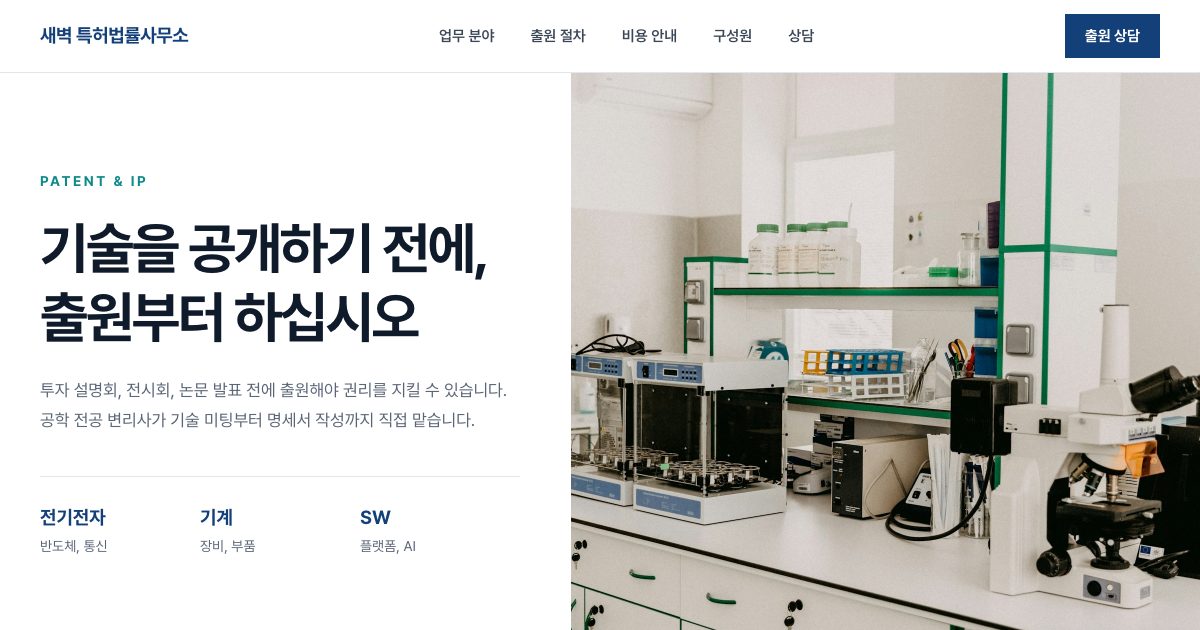 새벽 특허법률사무소
업무 분야
출원 절차
비용 안내
구성원
상담
출원 상담
PATENT & IP
기술을 공개하기 전에,
출원부터 하십시오
투자 설명회, 전시회, 논문 발표 전에 출원해야 권리를 지킬 수 있습니다.
공학 전공 변리사가 기술 미팅부터 명세서 작성까지 직접 맡습니다.
전기전자
반도체, 통신
기계
장비, 부품
SW
플랫폼, AI